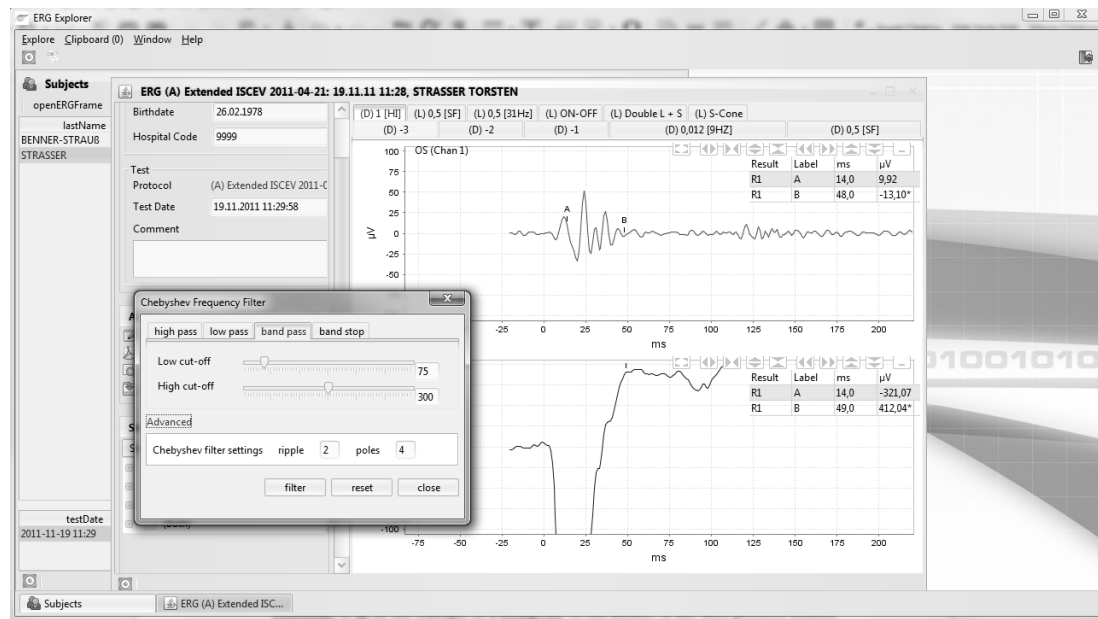 ERG Explorer
Explore Clipboard (0) Window Help
Subjects
openERGFrame
lastName
BENNER-STRAUß
STRASSER
testDate
2011-11-19 11:29
ERG (A) Extended ISCEV 2011-04-21: 19.11.11 11:28, STRASSER TORSTEN
Birthdate 26.02.1978
Hospital Code 9999
Test
Protocol (A) Extended ISCEV 2011-
Test Date 19.11.2011 11:29:58
Comment
(D) 1 [HI] (L) 0,5 [SF] (L) 0,5 [31Hz] (L) ON-OFF (L) Double L + S (L) S-Cone
(D) -3 (D) -2 (D) -1 (D) 0,012 [9HZ] (D) 0,5 [SF]
OS (Chan 1)
Result Label ms µV
R1 A 14,0 9,92
R1 B 48,0 -13,10*
100
75
50
25
0
-25
-50
µV
A
B
-25 0 25 50 75 100 125 150 175 200
ms
Result Label ms µV
R1 A 14,0 -321,07
R1 B 49,0 412,04*
-100
-75 -50 -25 0 25 50 75 100 125 150 175 200
ms
Chebyshev Frequency Filter
high pass low pass band pass band stop
Low cut-off 75
High cut-off 300
Advanced
Chebyshev filter settings ripple 2 poles 4
filter reset close
01001010
Subjects ERG (A) Extended ISC...